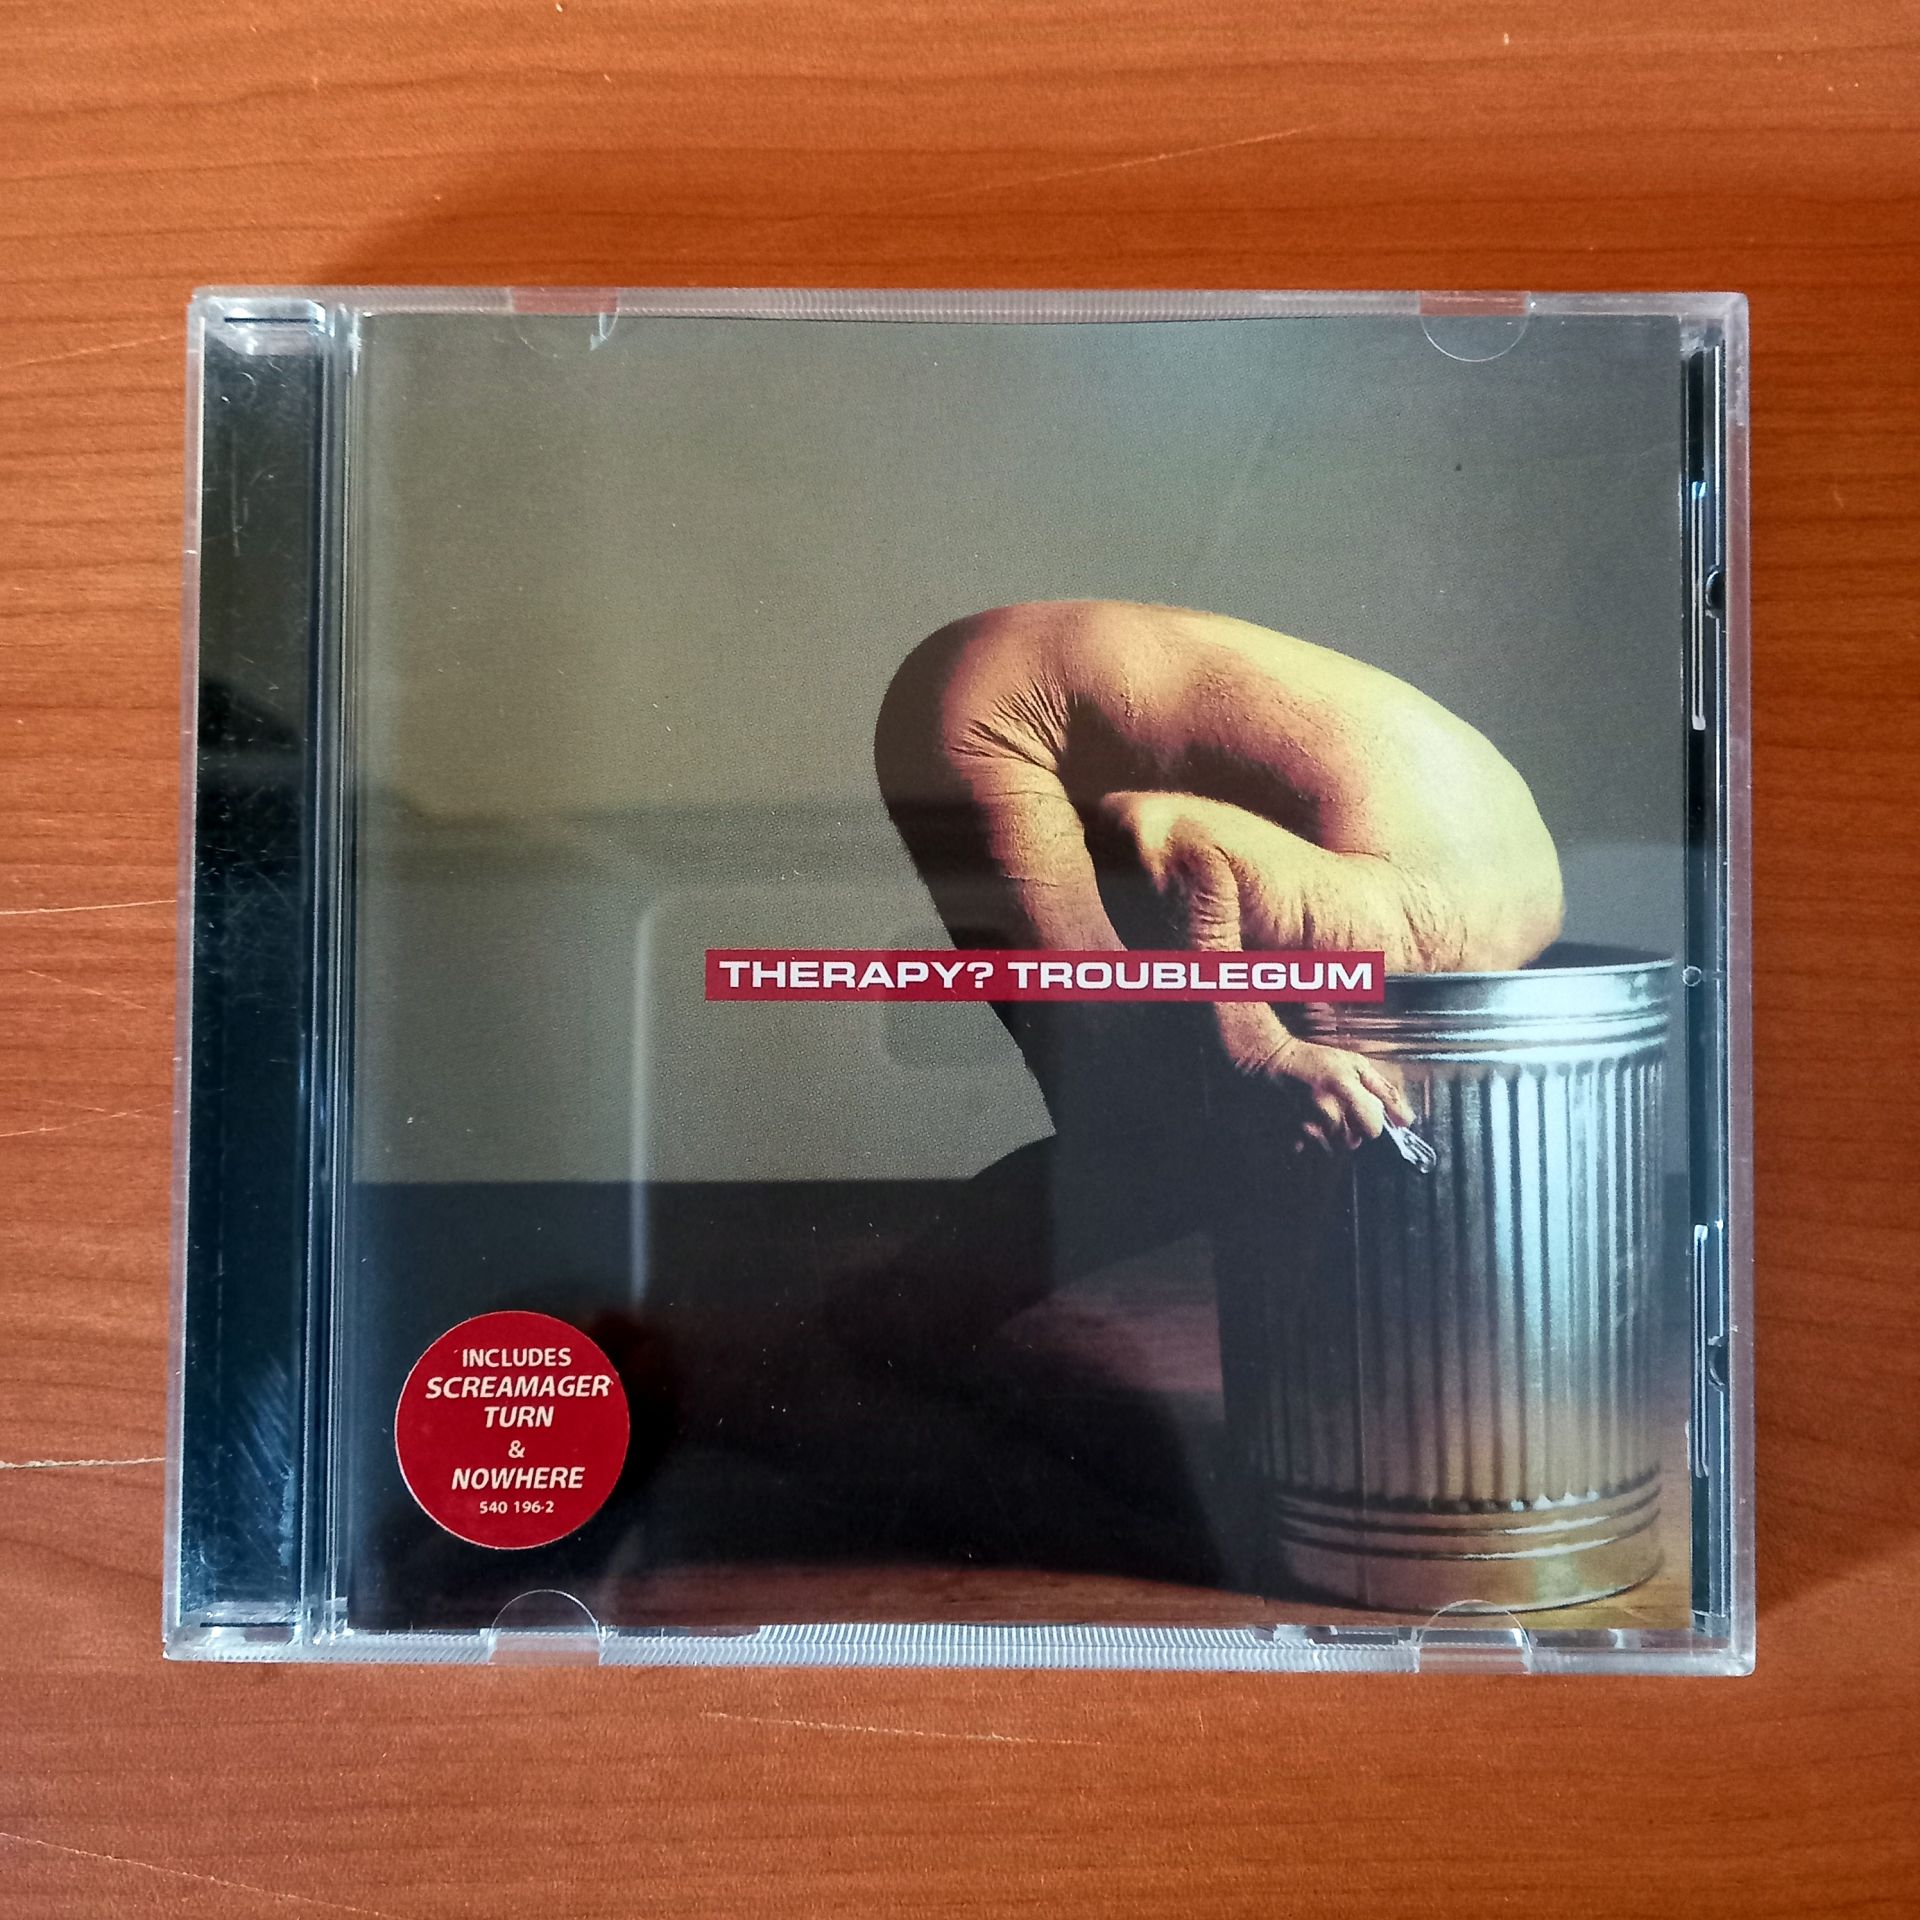 THERAPY? TROUBLEGUM
INCLUDES
SCREAMAGER
TURN
&
NOWHERE
540 196-2